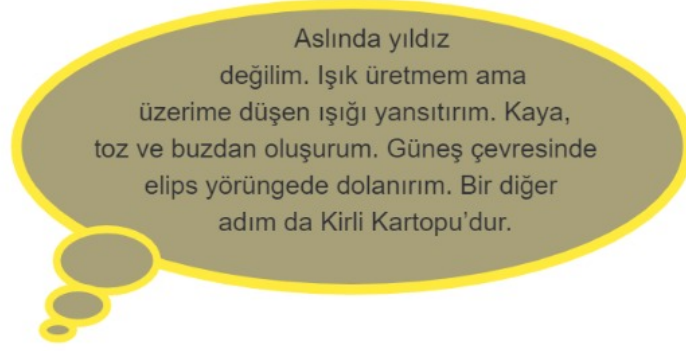 Aslında yıldız
değilim. Işık üretmem ama
üzerime düşen ışığı yansıtırım. Kaya,
toz ve buzdan oluşurum. Güneş çevresinde
elips yörüngede dolanırım. Bir diğer
adım da Kirli Kartopu’dur.